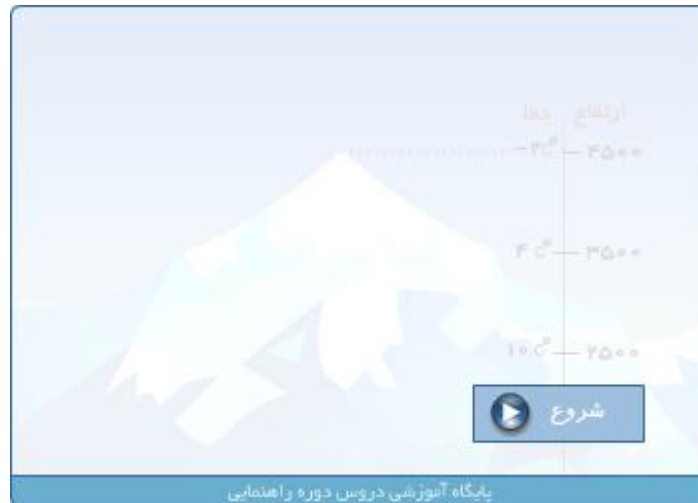 ارتفاع دما
۴۵۰۰ −۲°C
۳۵۰۰ ۴°C
۲۵۰۰ ۱۰°C
شروع
پایگاه آموزشی دروس دوره راهنمایی